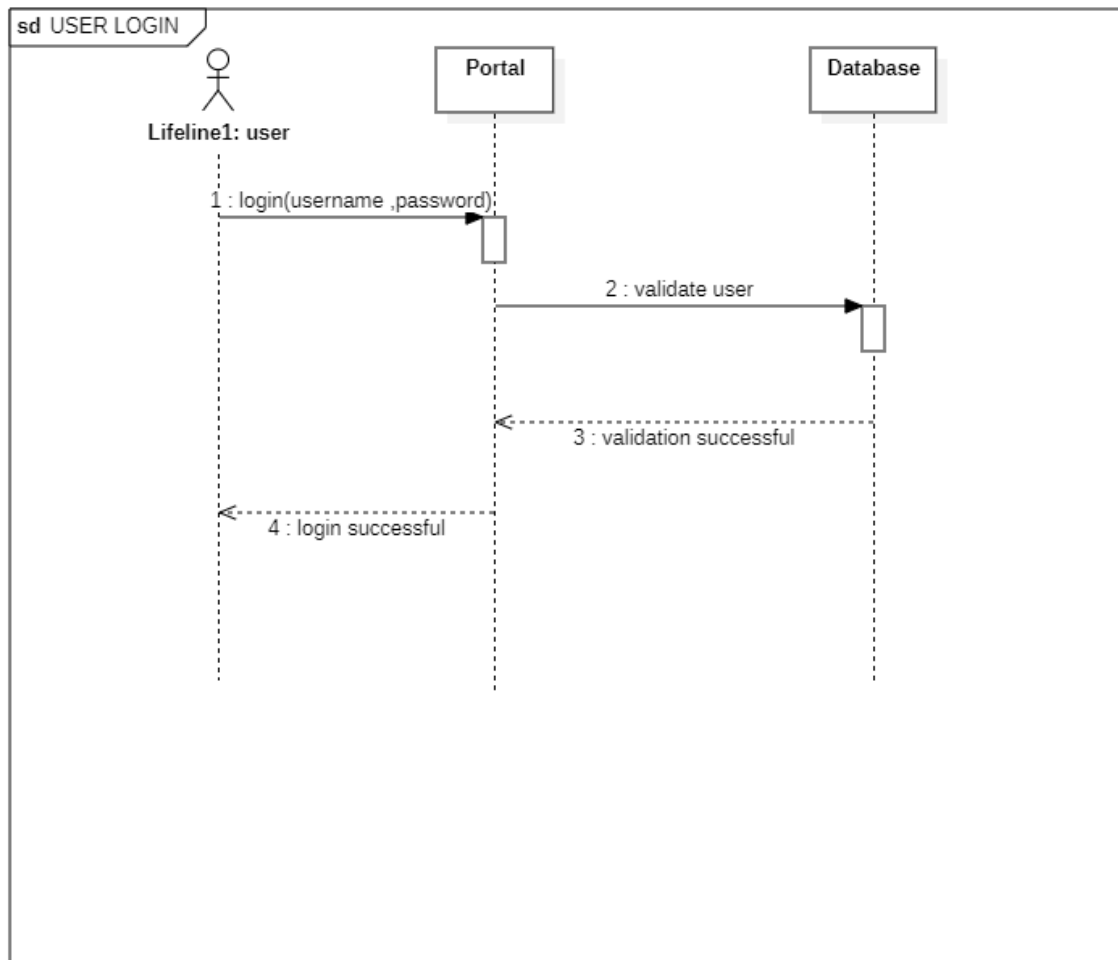 sd USER LOGIN
Portal
Database
Lifeline1: user
1 : login(username ,password)
2 : validate user
3 : validation successful
4 : login successful